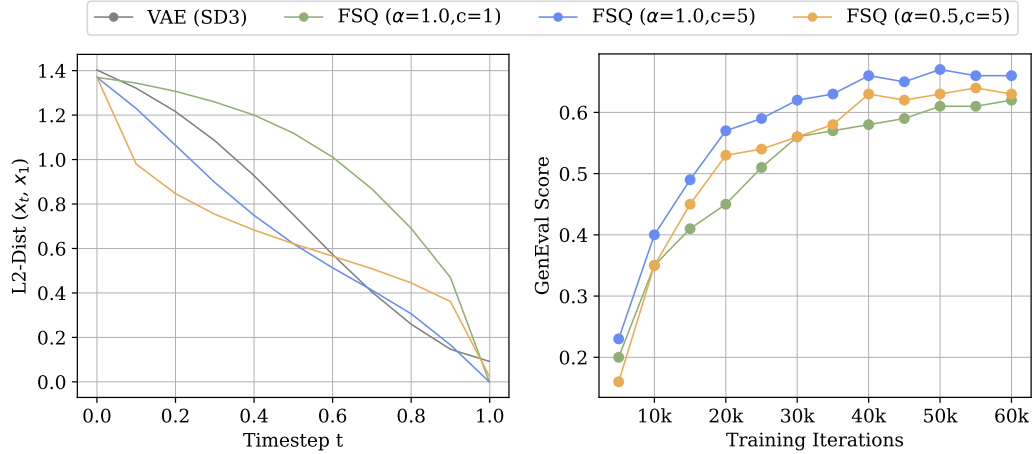 VAE (SD3)
FSQ (α=1.0,c=1)
FSQ (α=1.0,c=5)
FSQ (α=0.5,c=5)
L2-Dist (x_t, x_1)
1.4
1.2
1.0
0.8
0.6
0.4
0.2
0.0
0.0 0.2 0.4 0.6 0.8 1.0
Timestep t
GenEval Score
0.6
0.5
0.4
0.3
0.2
10k 20k 30k 40k 50k 60k
Training Iterations